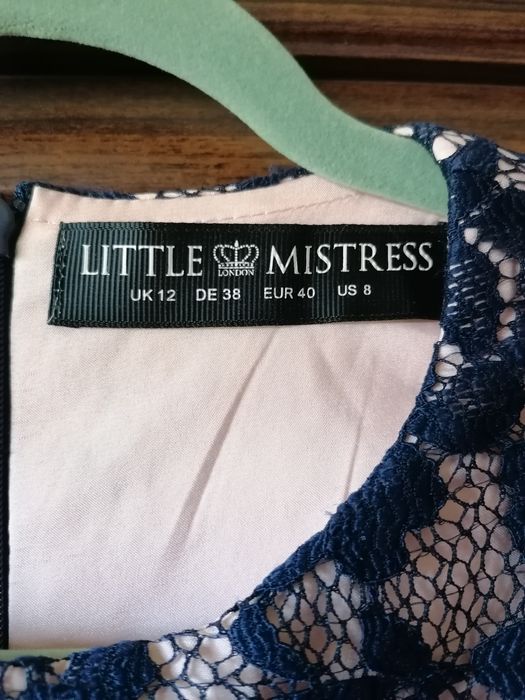 LITTLE LONDON MISTRESS
UK 12 DE 38 EUR 40 US 8